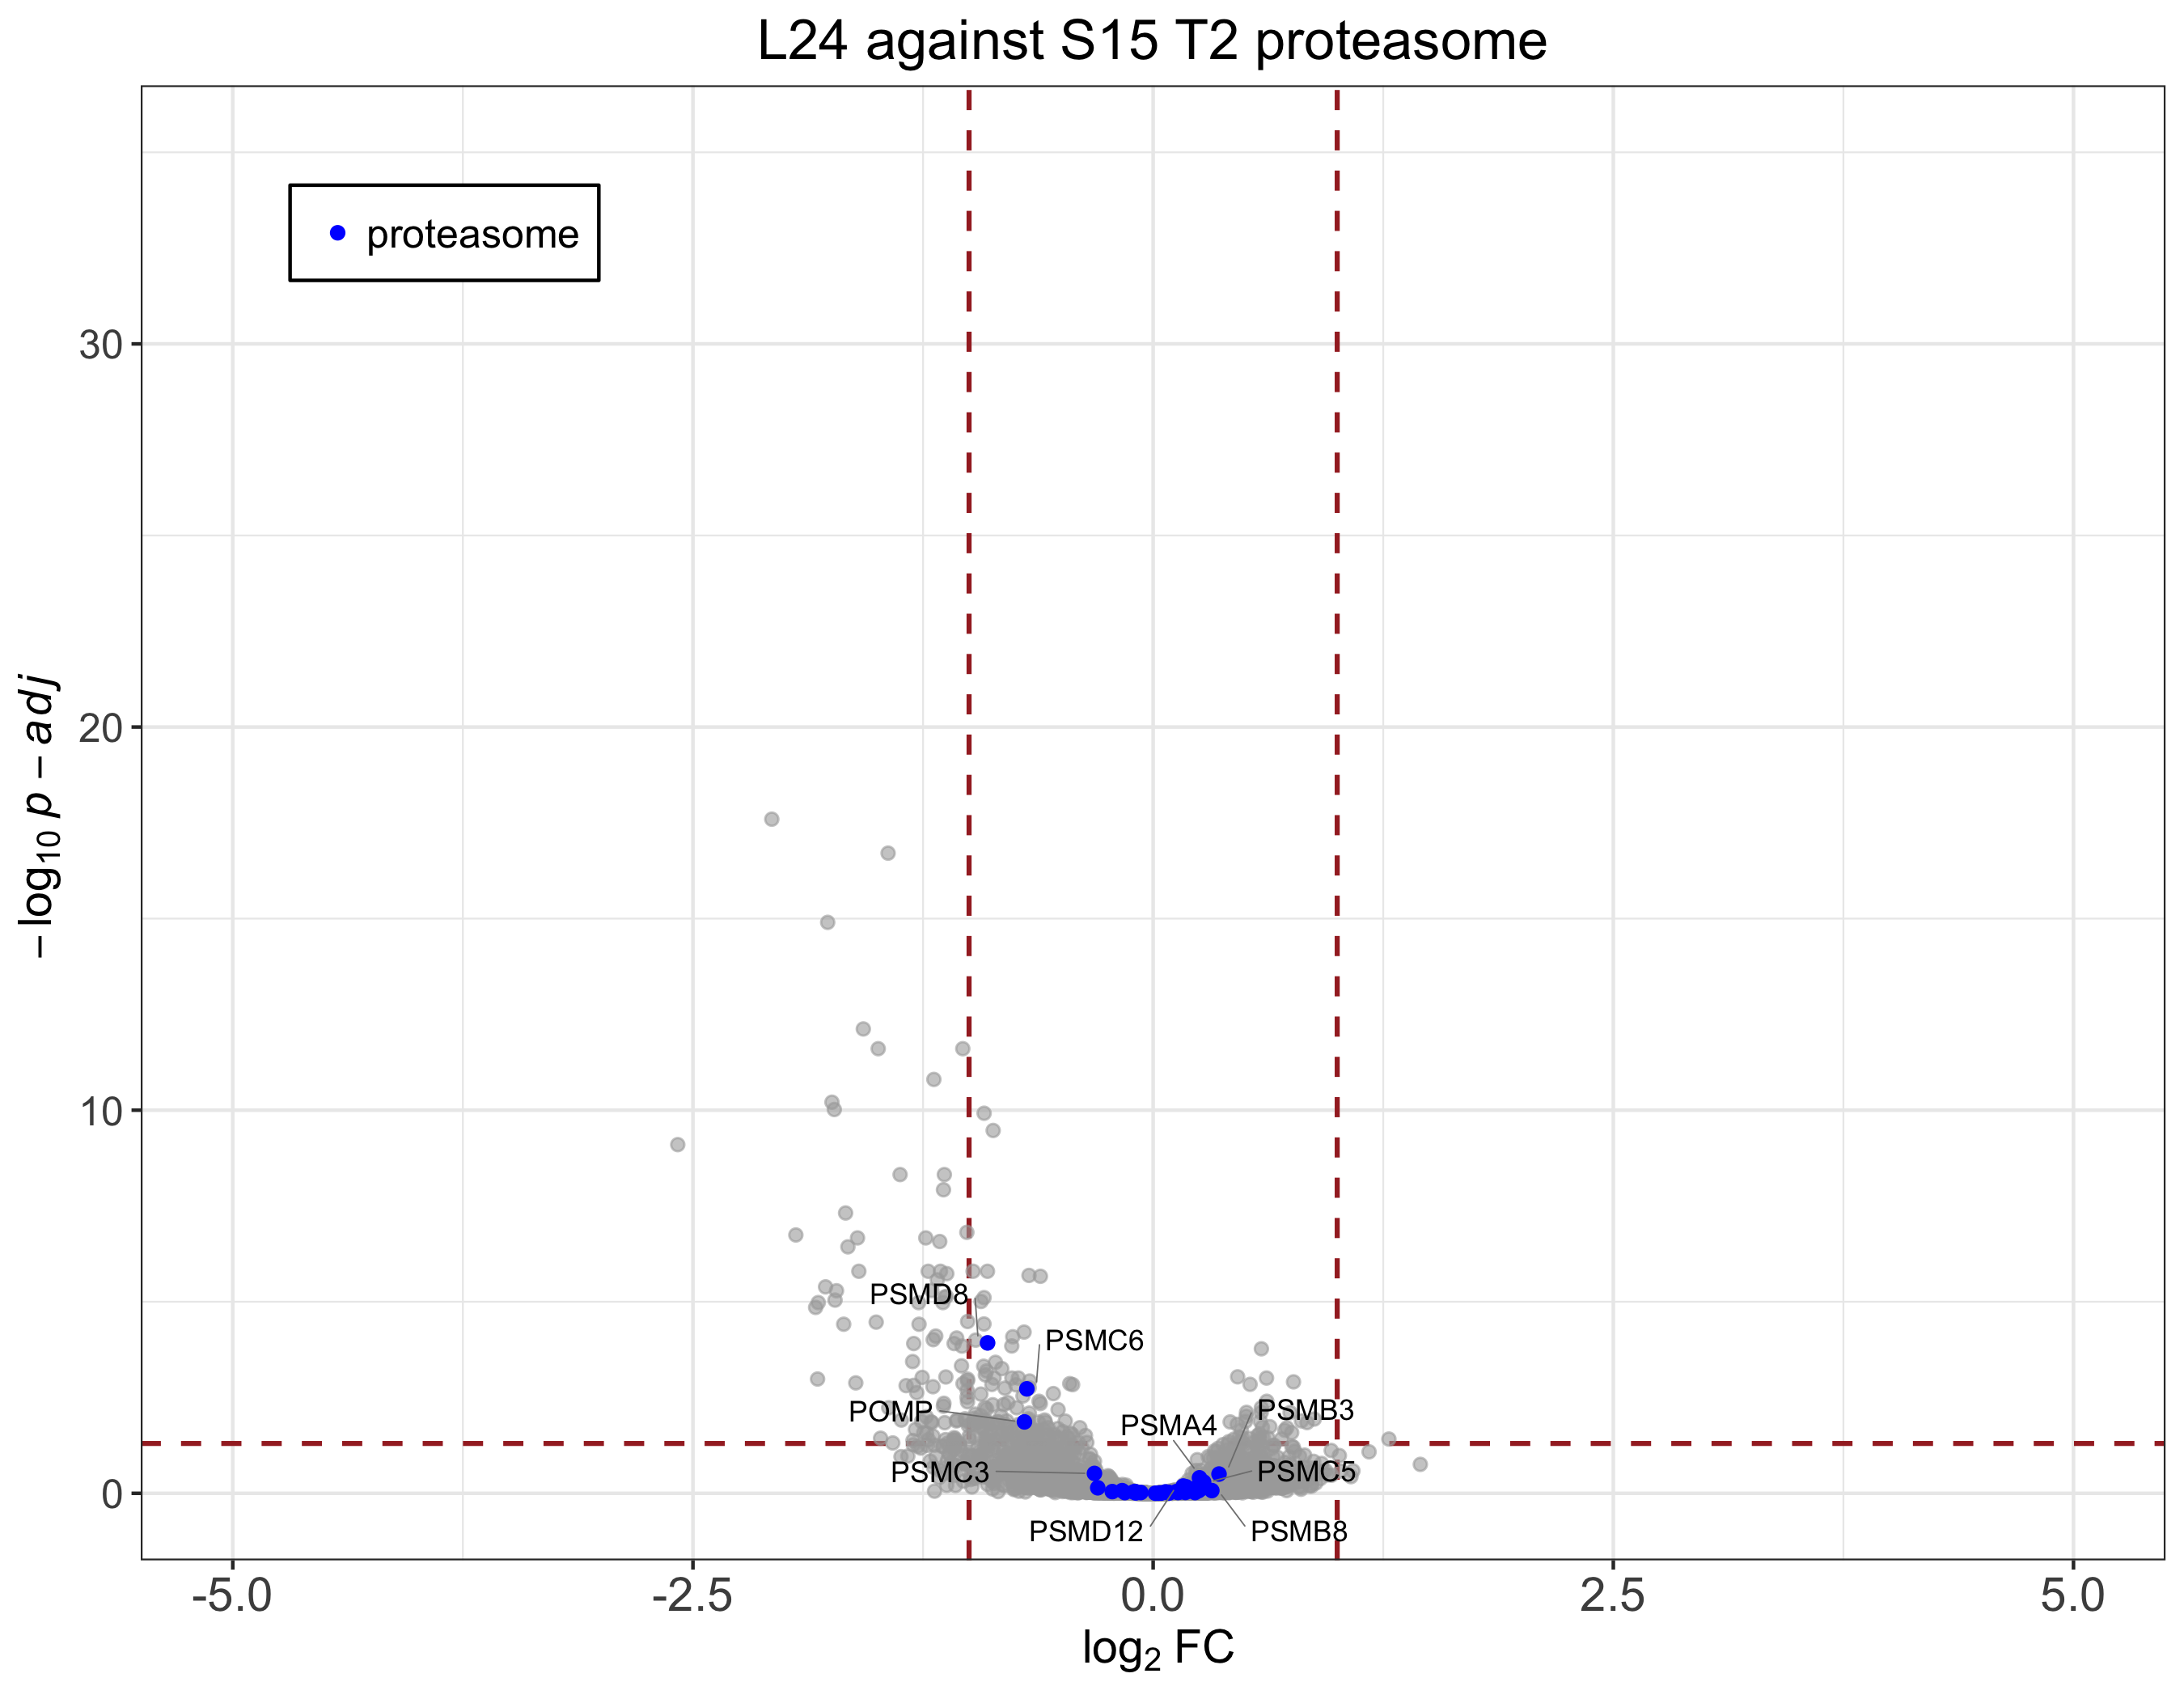 L24 against S15 T2 proteasome
proteasome
30
20
10
0
−log10 p − adj
PSMD8
PSMC6
POMP
PSMB3
PSMA4
PSMC3
PSMC5
PSMD12
PSMB8
-5.0
-2.5
0.0
2.5
5.0
log2 FC